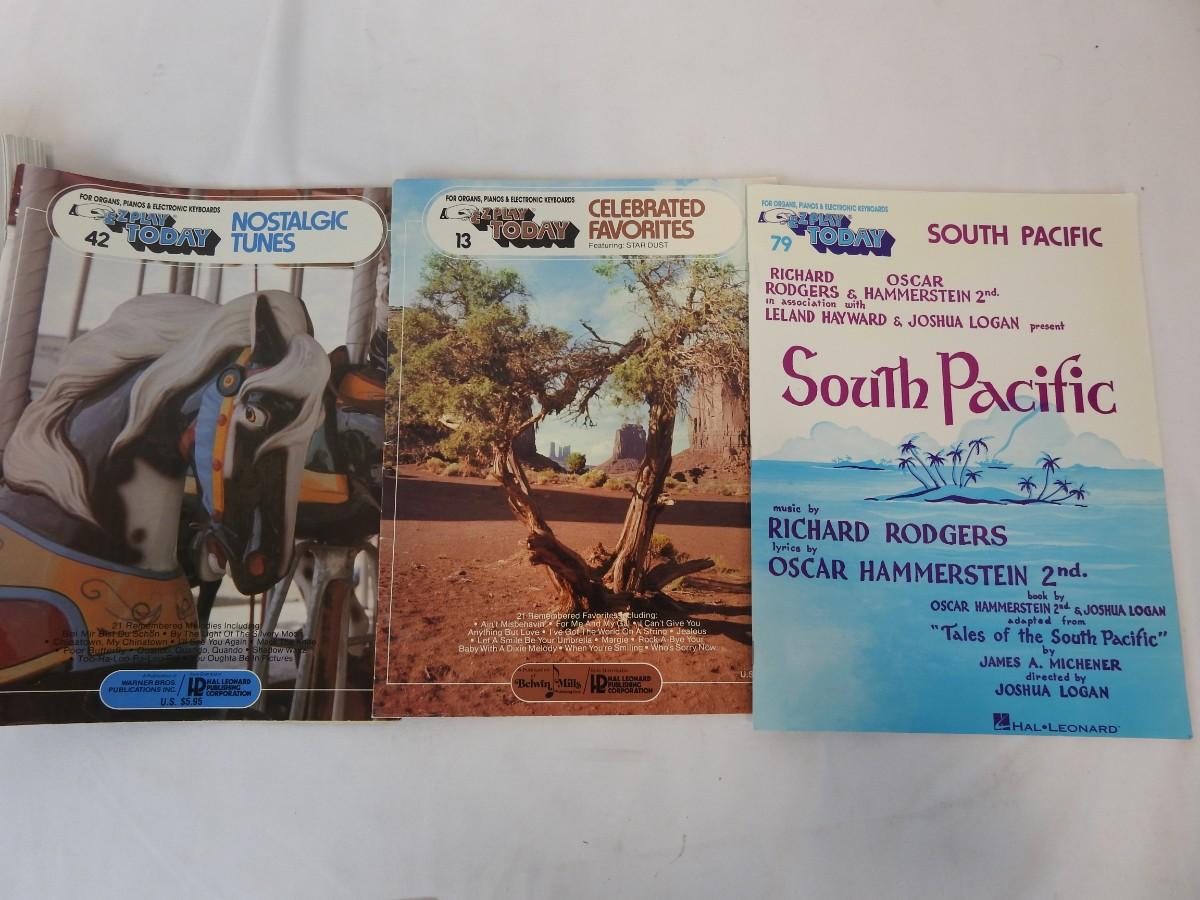 FOR ORGANS, PIANOS & ELECTRONIC KEYBOARDS
E-Z PLAY
TODAY
42
NOSTALGIC
TUNES
21 Remembered Melodies Including:
Bei Mir Bist Du Schön • By The Light Of The Silvery Moon
Chinatown, My Chinatown • I'll See You Again • Mack The Knife
Poor Butterfly • Quando, Quando, Quando • Shadow Waltz
Too-Ra-Loo-Ra-Loo-Ral • You Oughta Be In Pictures
A Publication of
WARNER BROS.
PUBLICATIONS INC.
HAL LEONARD
PUBLISHING
CORPORATION
U.S. $5.95
FOR ORGANS, PIANOS & ELECTRONIC KEYBOARDS
E-Z PLAY
TODAY
13
CELEBRATED
FAVORITES
Featuring: STAR DUST
21 Remembered Favorites Including:
• Ain't Misbehavin' • For Me And My Gal • I Can't Give You
Anything But Love • I've Got The World On A String • Jealous
• Let A Smile Be Your Umbrella • Margie • Rock-A-Bye Your
Baby With A Dixie Melody • When You're Smiling • Who's Sorry Now
Belwin Mills
HAL LEONARD
PUBLISHING
CORPORATION
U.S
FOR ORGANS, PIANOS & ELECTRONIC KEYBOARDS
E-Z PLAY
TODAY
79
SOUTH PACIFIC
RICHARD OSCAR
RODGERS & HAMMERSTEIN 2nd.
in association with
LELAND HAYWARD & JOSHUA LOGAN present
South Pacific
music by
RICHARD RODGERS
lyrics by
OSCAR HAMMERSTEIN 2nd.
book by
OSCAR HAMMERSTEIN 2nd & JOSHUA LOGAN
adapted from
"Tales of the South Pacific"
by
JAMES A. MICHENER
directed by
JOSHUA LOGAN
HAL•LEONARD